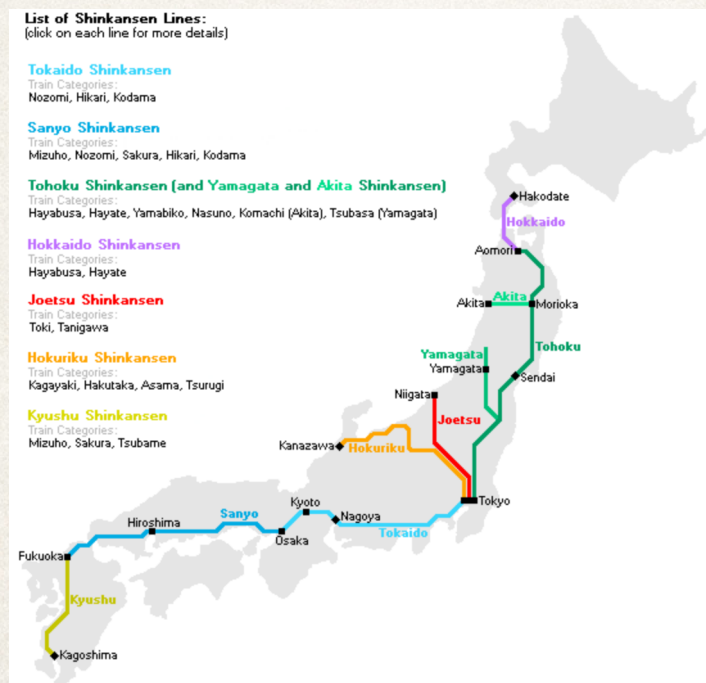 List of Shinkansen Lines:
(click on each line for more details)
Tokaido Shinkansen
Train Categories:
Nozomi, Hikari, Kodama
Sanyo Shinkansen
Train Categories:
Mizuho, Nozomi, Sakura, Hikari, Kodama
Tohoku Shinkansen (and Yamagata and Akita Shinkansen)
Train Categories:
Hayabusa, Hayate, Yamabiko, Nasuno, Komachi (Akita), Tsubasa (Yamagata)
Hokkaido Shinkansen
Train Categories:
Hayabusa, Hayate
Joetsu Shinkansen
Train Categories:
Toki, Tanigawa
Hokuriku Shinkansen
Train Categories:
Kagayaki, Hakutaka, Asama, Tsurugi
Kyushu Shinkansen
Train Categories:
Mizuho, Sakura, Tsubame
Hakodate
Hokkaido
Aomori
Akita
Akita
Morioka
Tohoku
Yamagata
Yamagata
Sendai
Niigata
Joetsu
Kanazawa
Hokuriku
Tokyo
Kyoto
Nagoya
Tokaido
Sanyo
Hiroshima
Osaka
Fukuoka
Kyushu
Kagoshima